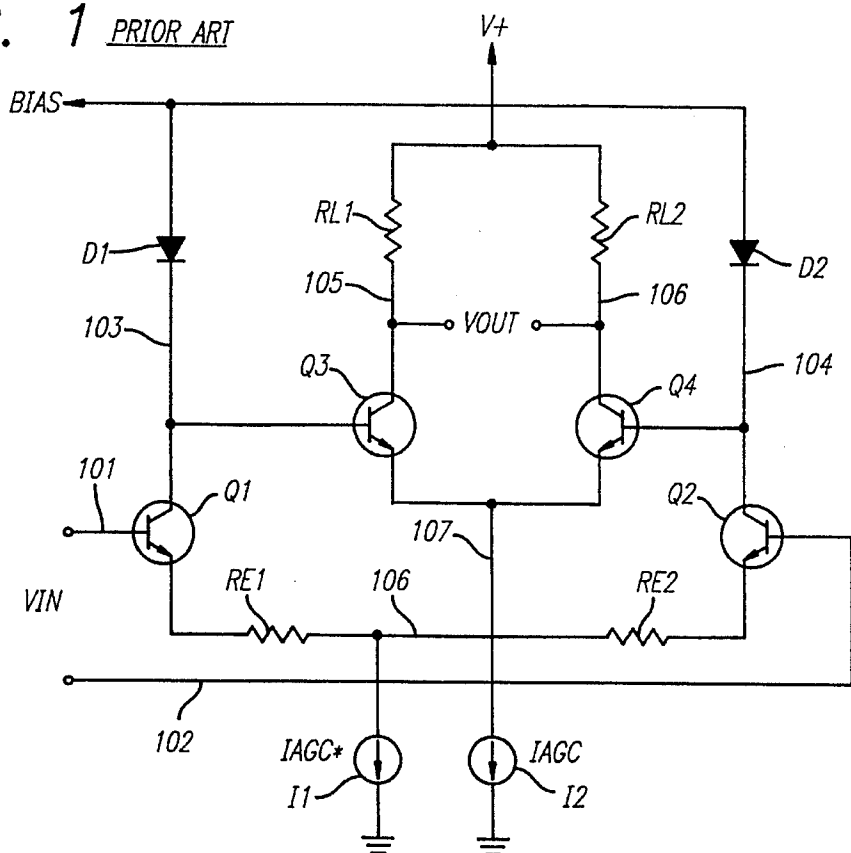 . 1 PRIOR ART
V+
BIAS
RL1
RL2
D1
D2
105
106
103
VOUT
104
Q3
Q4
101
Q1
Q2
107
VIN
RE1
106
RE2
102
IAGC*
IAGC
I1
I2